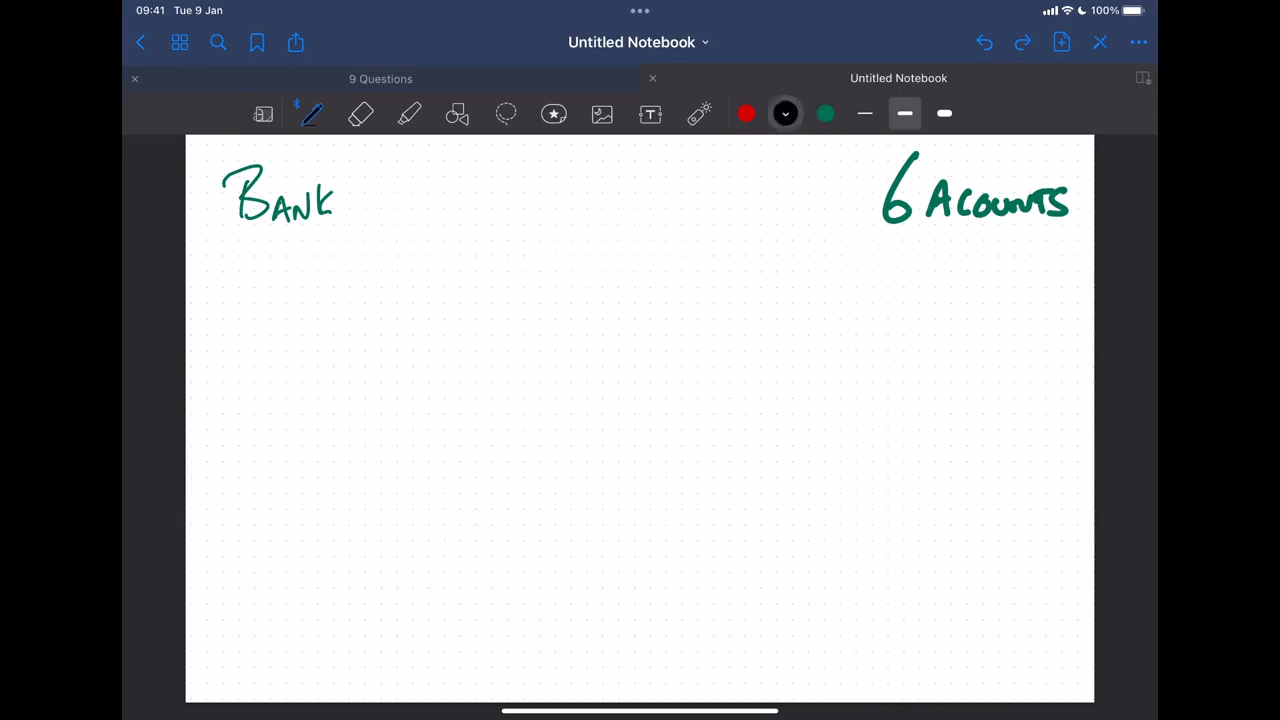 09:41 Tue 9 Jan
100%
Untitled Notebook
9 Questions
Untitled Notebook
T
BANK
6 ACOUNTS